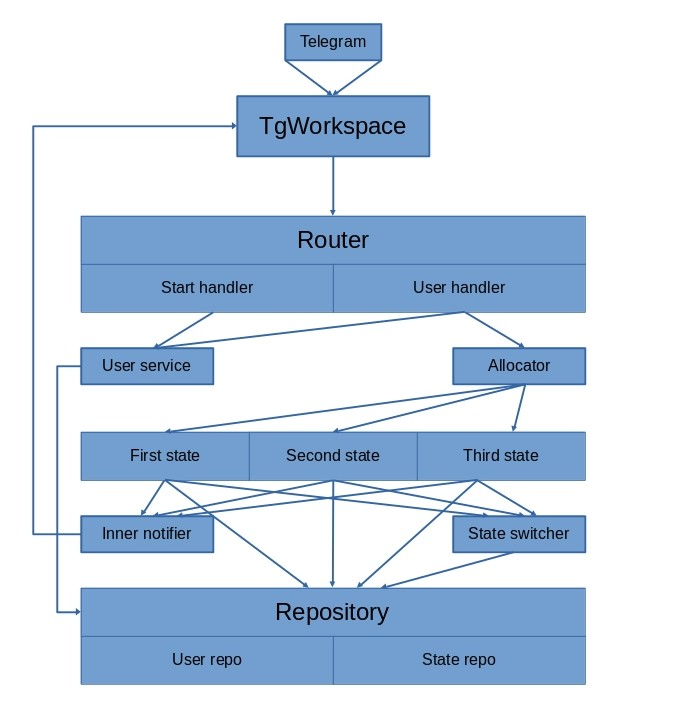 Telegram
TgWorkspace
Router
Start handler
User handler
User service
Allocator
First state
Second state
Third state
Inner notifier
State switcher
Repository
User repo
State repo